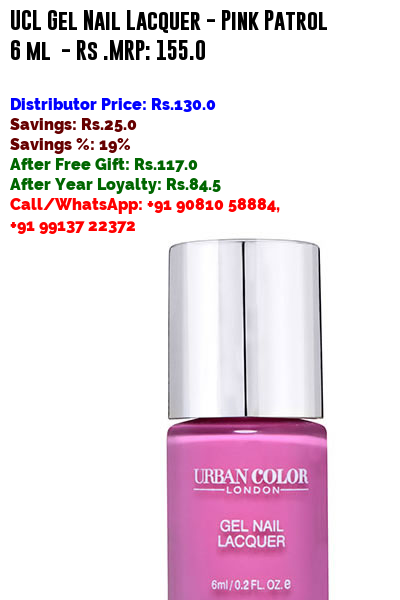 UCL Gel Nail Lacquer - Pink Patrol
6 ml - Rs .MRP: 155.0
Distributor Price: Rs.130.0
Savings: Rs.25.0
Savings %: 19%
After Free Gift: Rs.117.0
After Year Loyalty: Rs.84.5
Call/WhatsApp: +91 90810 58884,
+91 99137 22372
URBAN COLOR
LONDON
GEL NAIL
LACQUER
6ml/0.2 FL. OZ. e